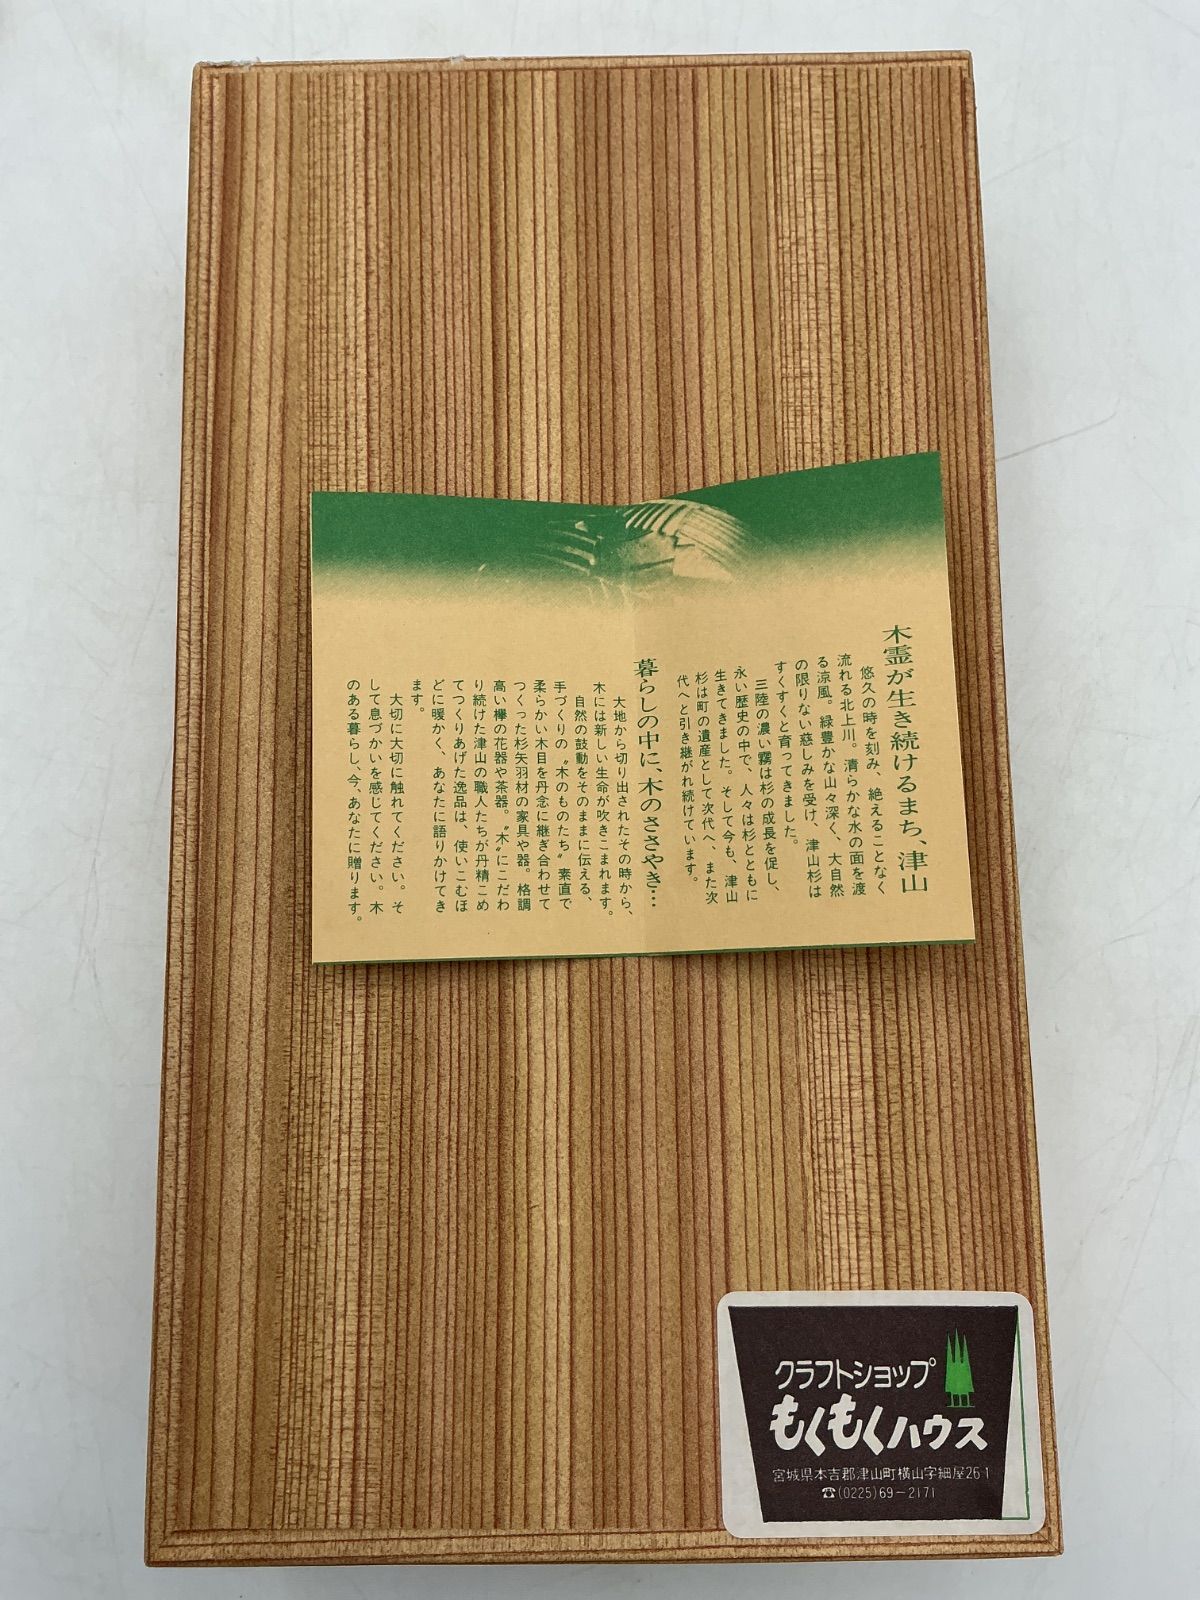 木霊が生き続けるまち、津山
悠久の時を刻み、絶えることなく
流れる北上川。清らかな水の面を渡
る涼風。緑豊かな山々深く、大自然
の限りない慈しみを受け、津山杉は
すくすくと育ってきました。
三陸の濃い霧は杉の成長を促し、
永い歴史の中で、人々は杉とともに
生きてきました。そして今も、津山
杉は町の遺産として次代へ、また次
代へと引き継がれ続けています。
暮らしの中に、木のささやき…
大地から切り出されたその時から、
木には新しい生命が吹きこまれます。
自然の鼓動をそのままに伝える、
手づくりの〝木のものたち〟素直で
柔らかい木目を丹念に継ぎ合わせて
つくった杉矢羽材の家具や器。格調
高い欅の花器や茶器。〝木〟にこだわ
り続けた津山の職人たちが丹精こめ
てつくりあげた逸品は、使いこむほ
どに暖かく、あなたに語りかけてき
ます。
大切に大切に触れてください。そ
して息づかいを感じてください。木
のある暮らし、今、あなたに贈ります。
クラフトショップ
もくもくハウス
宮城県本吉郡津山町横山字細屋26-1
☎(0225)69-2171